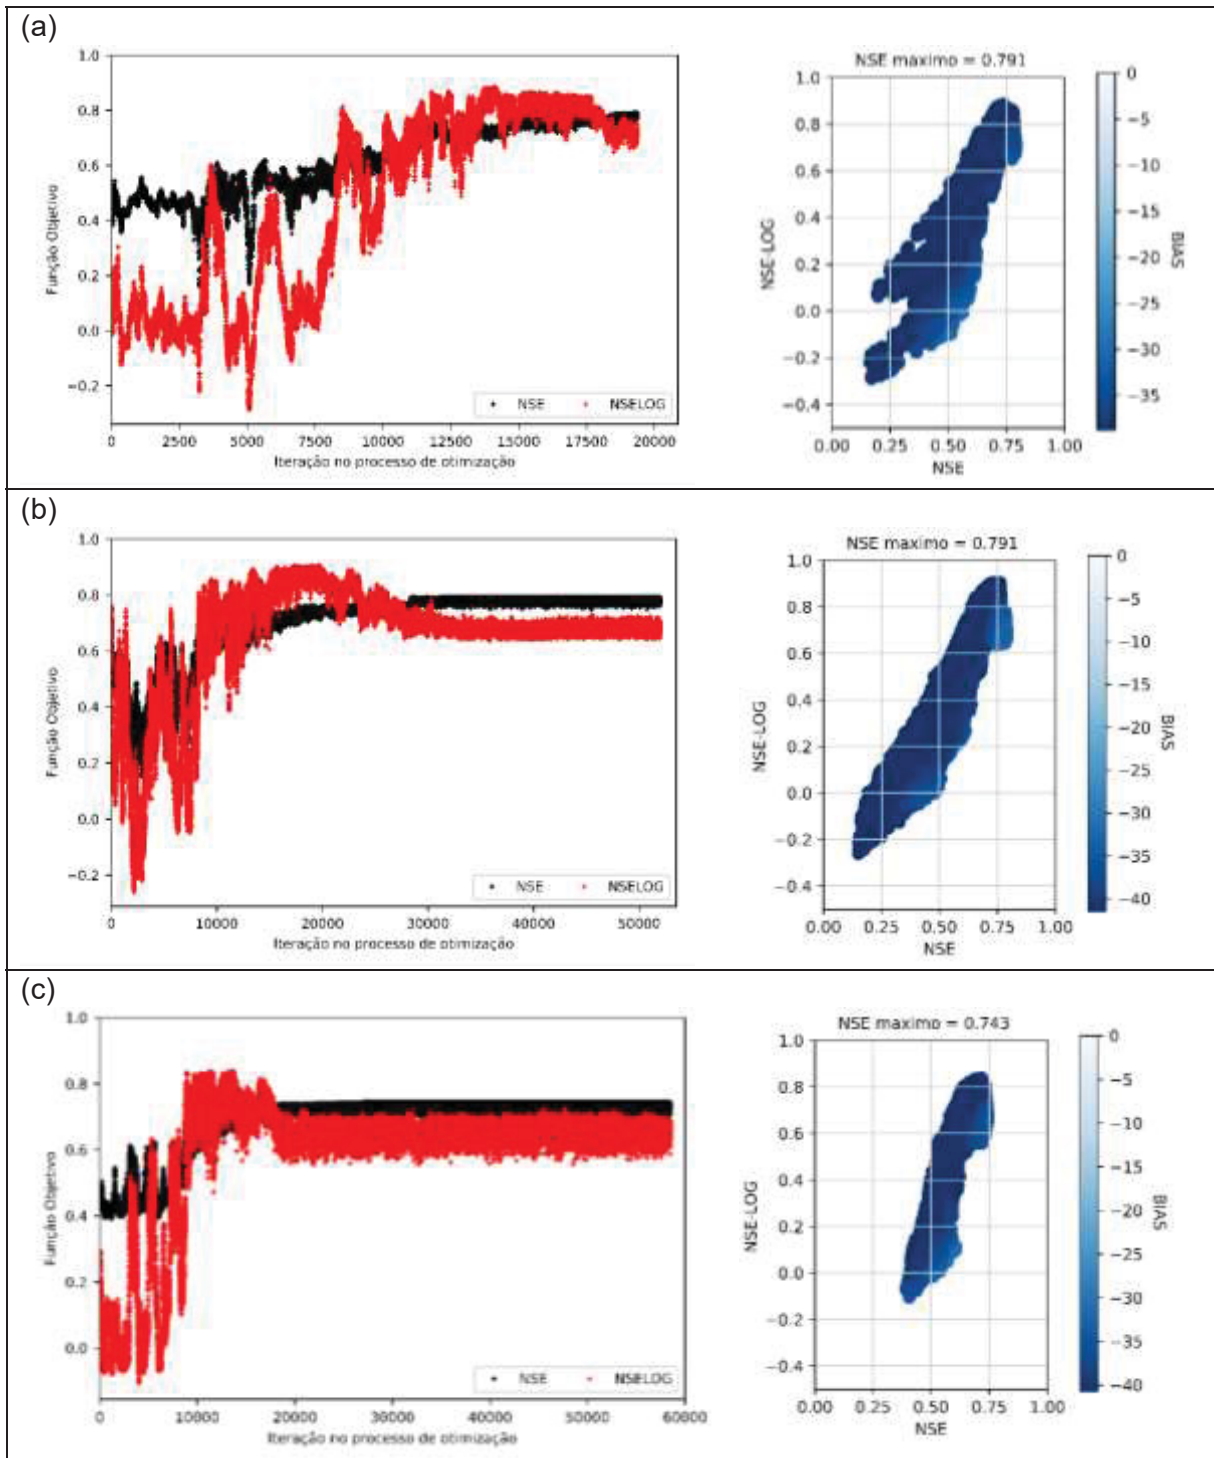 (a)
1.0
0.8
0.6
0.4
0.2
0.0
−0.2
Função Objetivo
NSE NSELOG
0 2500 5000 7500 10000 12500 15000 17500 20000
Iteração no processo de otimização
NSE maximo = 0.791
1.0
0.8
0.6
0.4
0.2
0.0
−0.2
−0.4
NSE-LOG
0.00 0.25 0.50 0.75 1.00
NSE
0
−5
−10
−15
−20
−25
−30
−35
BIAS
(b)
1.0
0.8
0.6
0.4
0.2
0.0
−0.2
Função Objetivo
NSE NSELOG
0 10000 20000 30000 40000 50000
Iteração no processo de otimização
NSE maximo = 0.791
1.0
0.8
0.6
0.4
0.2
0.0
−0.2
−0.4
NSE-LOG
0.00 0.25 0.50 0.75 1.00
NSE
0
−5
−10
−15
−20
−25
−30
−35
−40
BIAS
(c)
1.0
0.8
0.6
0.4
0.2
0.0
Função Objetivo
NSE NSELOG
0 10000 20000 30000 40000 50000 60000
Iteração no processo de otimização
NSE maximo = 0.743
1.0
0.8
0.6
0.4
0.2
0.0
−0.2
−0.4
NSE-LOG
0.00 0.25 0.50 0.75 1.00
NSE
0
−5
−10
−15
−20
−25
−30
−35
−40
BIAS